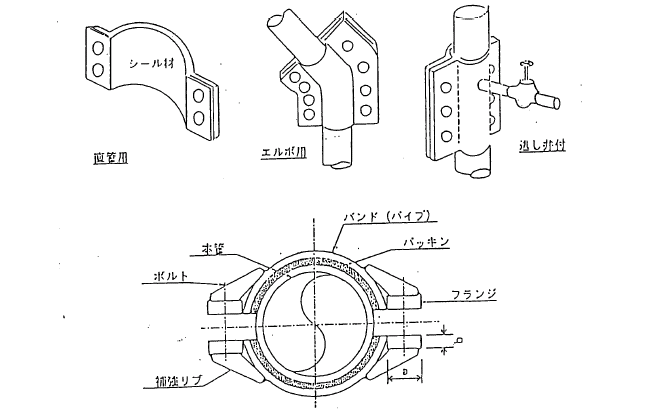 シール材
直管用
エルボ用
逃し弁付
バンド(パイプ)
本管
パッキン
ボルト
フランジ
補強リブ